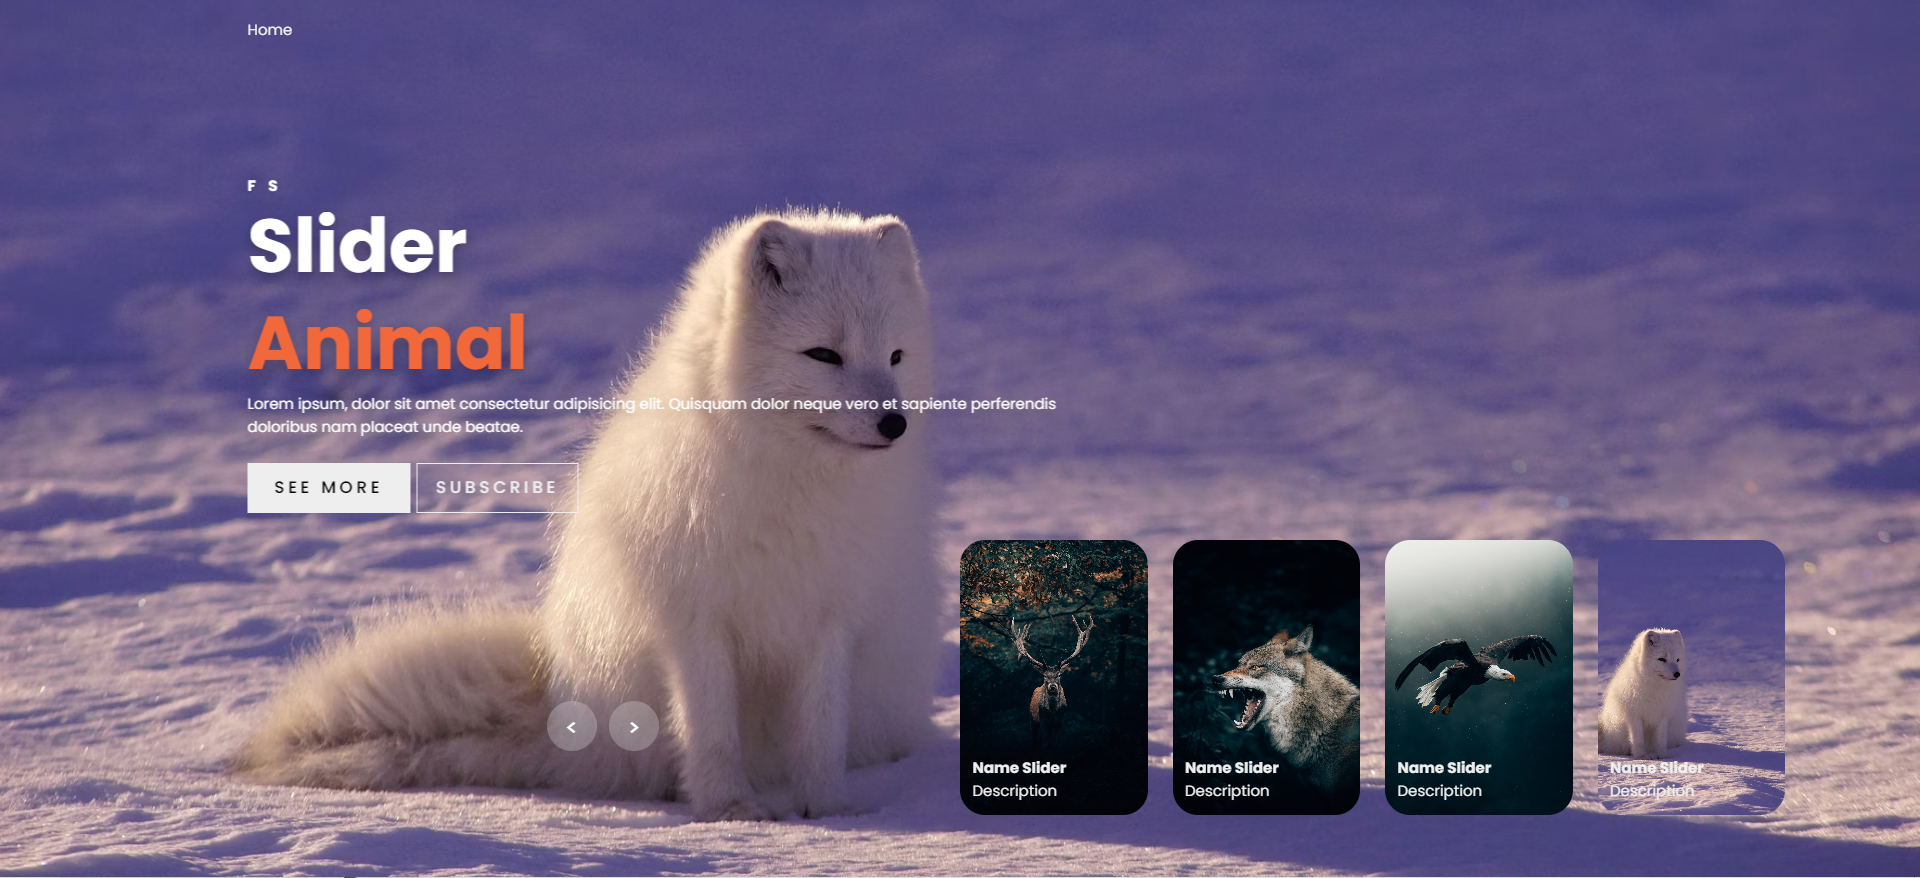 Home
F S
Slider
Animal
Lorem ipsum, dolor sit amet consectetur adipisicing elit. Quisquam dolor neque vero et sapiente perferendis
doloribus nam placeat unde beatae.
SEE MORE
SUBSCRIBE
<
>
Name Slider
Description
Name Slider
Description
Name Slider
Description
Name Slider
Description